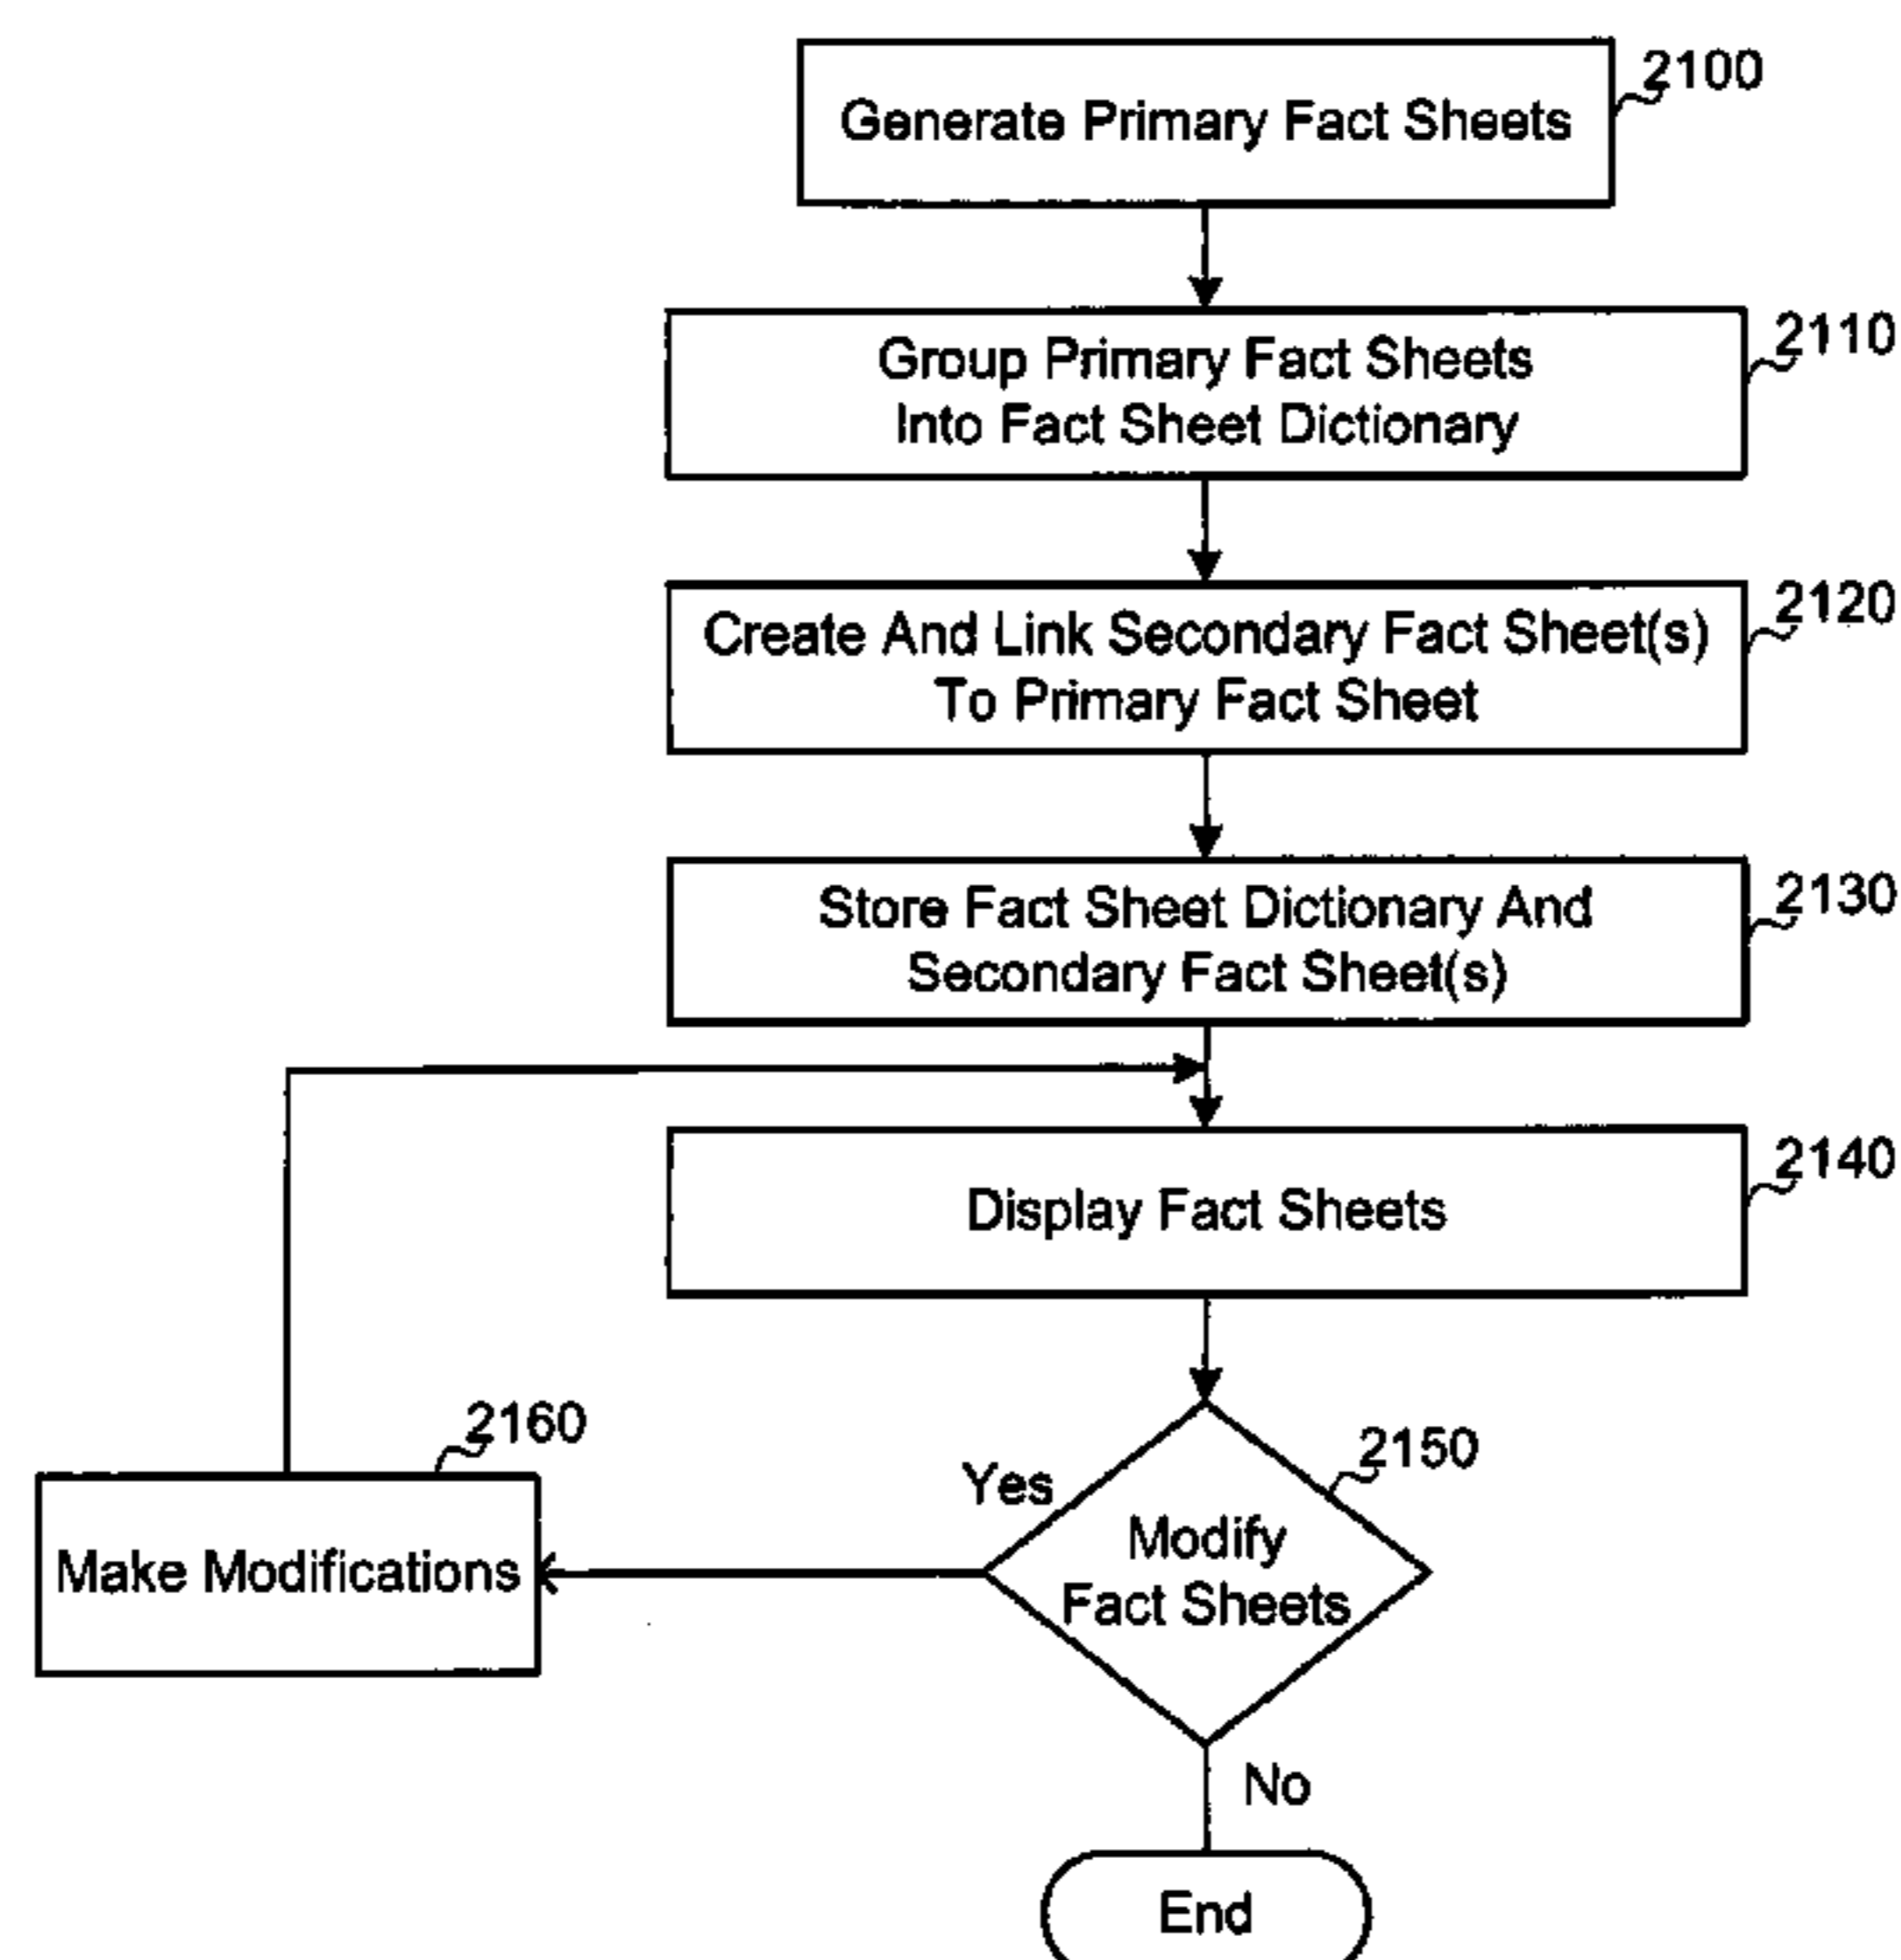 2100
Generate Primary Fact Sheets
2110
Group Primary Fact Sheets
Into Fact Sheet Dictionary
2120
Create And Link Secondary Fact Sheet(s)
To Primary Fact Sheet
2130
Store Fact Sheet Dictionary And
Secondary Fact Sheet(s)
2140
Display Fact Sheets
2160
2150
Yes
Modify
Fact Sheets
Make Modifications
No
End